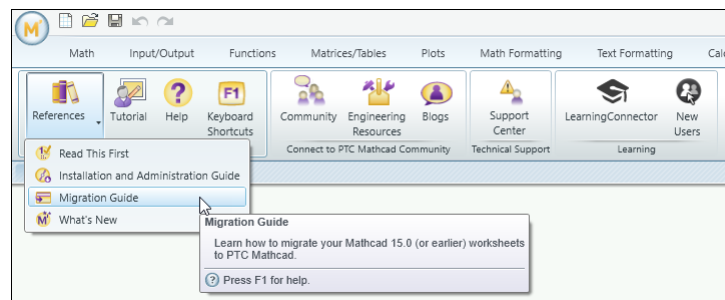 Math Input/Output Functions Matrices/Tables Plots Math Formatting Text Formatting Cal
References Tutorial Help Keyboard Shortcuts Community Engineering Resources Blogs Support Center LearningConnector New Users
F1
Connect to PTC Mathcad Community Technical Support Learning
Read This First
Installation and Administration Guide
Migration Guide
What's New
Migration Guide
Learn how to migrate your Mathcad 15.0 (or earlier) worksheets
to PTC Mathcad.
Press F1 for help.